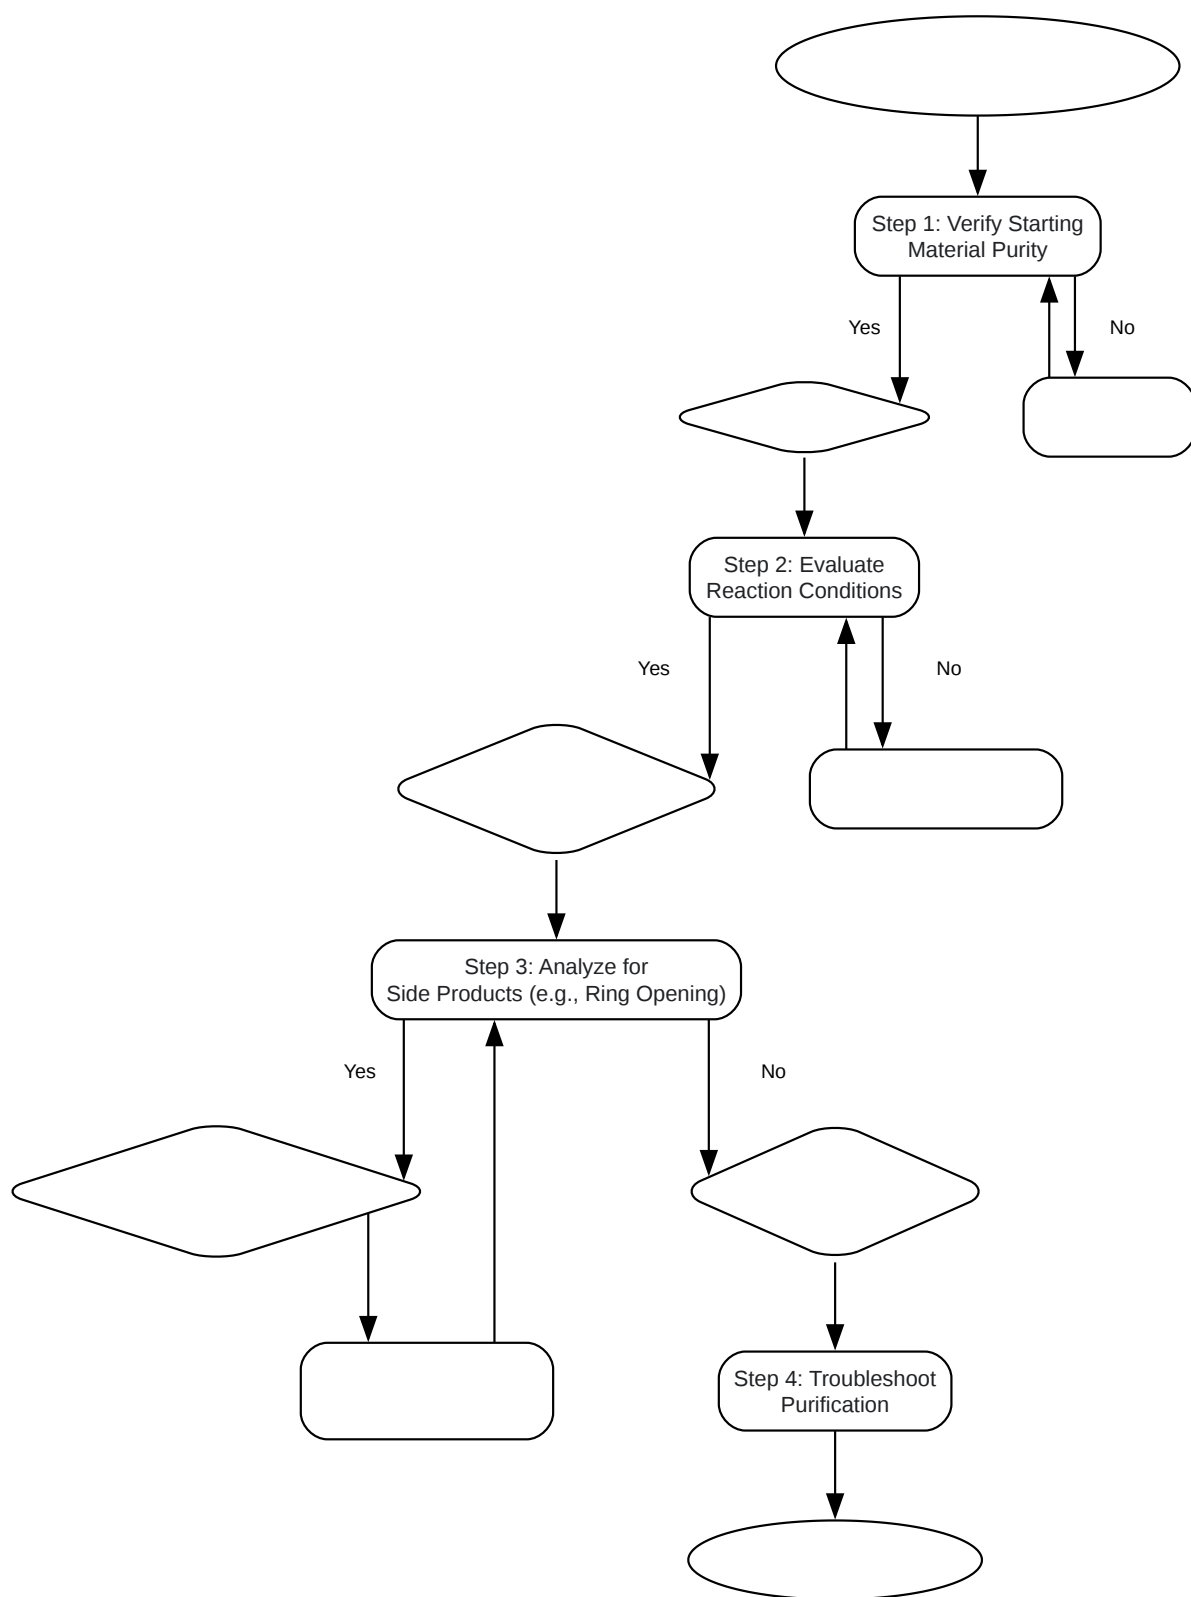 Step 1: Verify Starting
Material Purity
Yes
No
Step 2: Evaluate
Reaction Conditions
Yes
No
Step 3: Analyze for
Side Products (e.g., Ring Opening)
Yes
No
Step 4: Troubleshoot
Purification